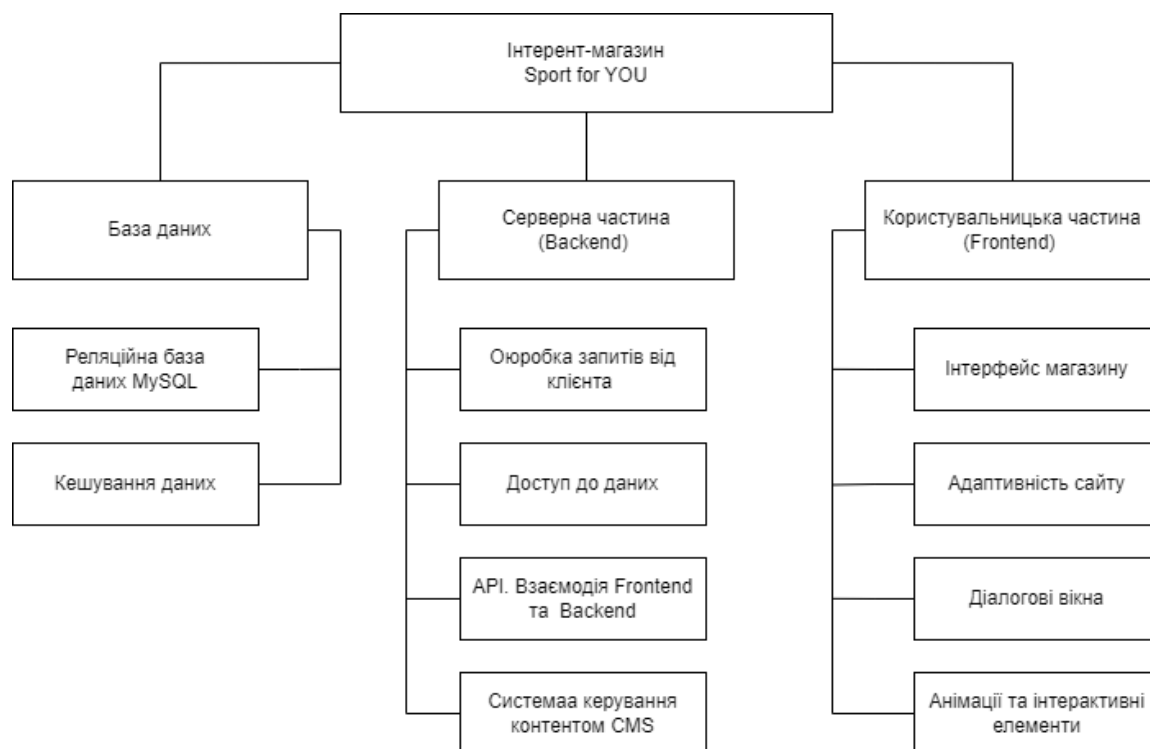 Інтерент-магазин
Sport for YOU
База даних
Серверна частина
(Backend)
Користувальницька частина
(Frontend)
Реляційна база
даних MySQL
Оюробка запитів від
клієнта
Інтерфейс магазину
Кешування даних
Доступ до даних
Адаптивність сайту
API. Взаємодія Frontend
та Backend
Діалогові вікна
Системаа керування
контентом CMS
Анімації та інтерактивні
елементи